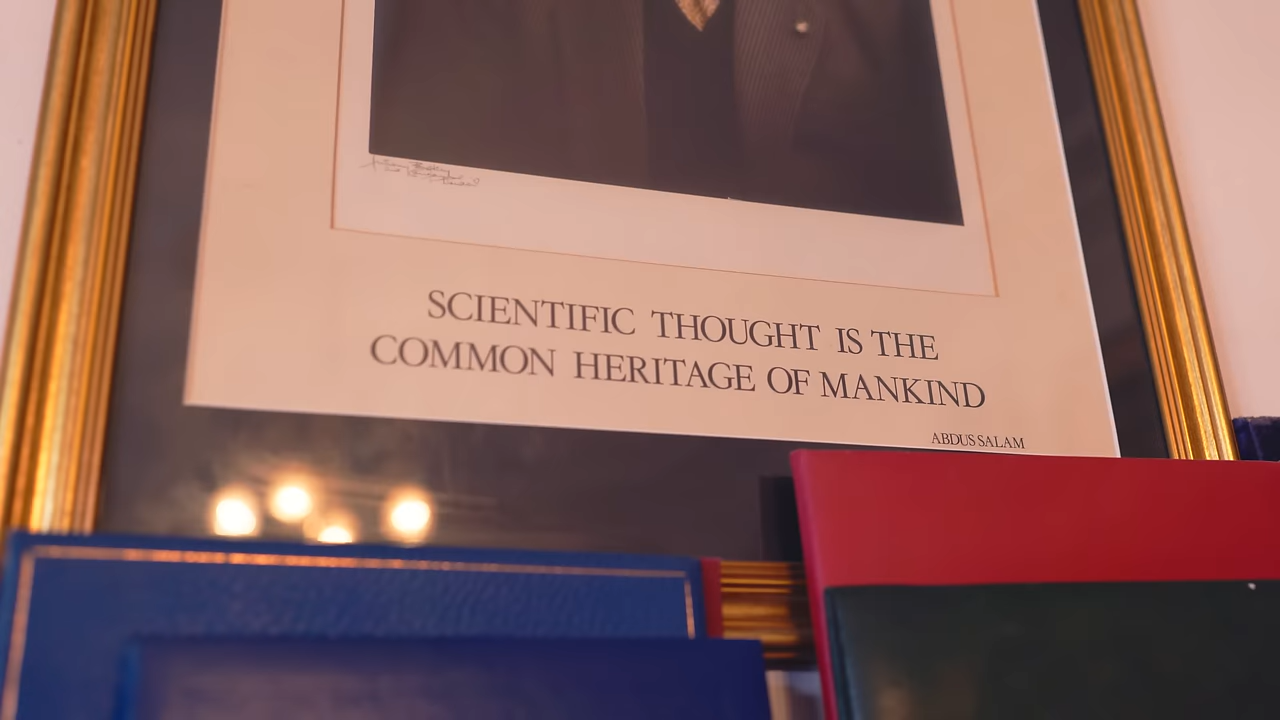 SCIENTIFIC THOUGHT IS THE
COMMON HERITAGE OF MANKIND
ABDUS SALAM